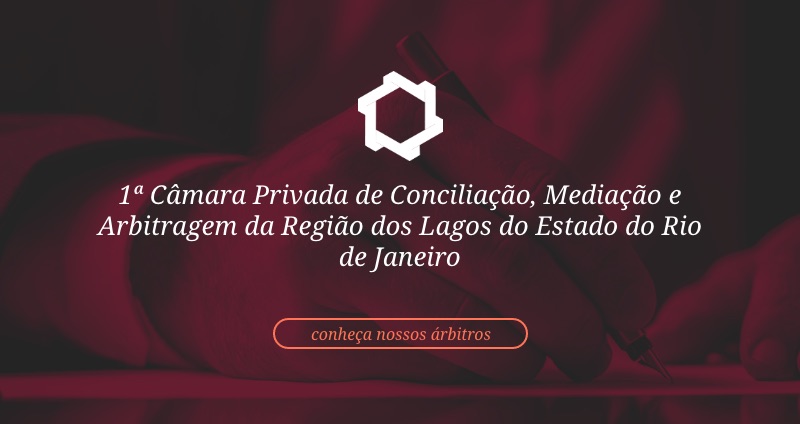 1ª Câmara Privada de Conciliação, Mediação e
Arbitragem da Região dos Lagos do Estado do Rio
de Janeiro
conheça nossos árbitros